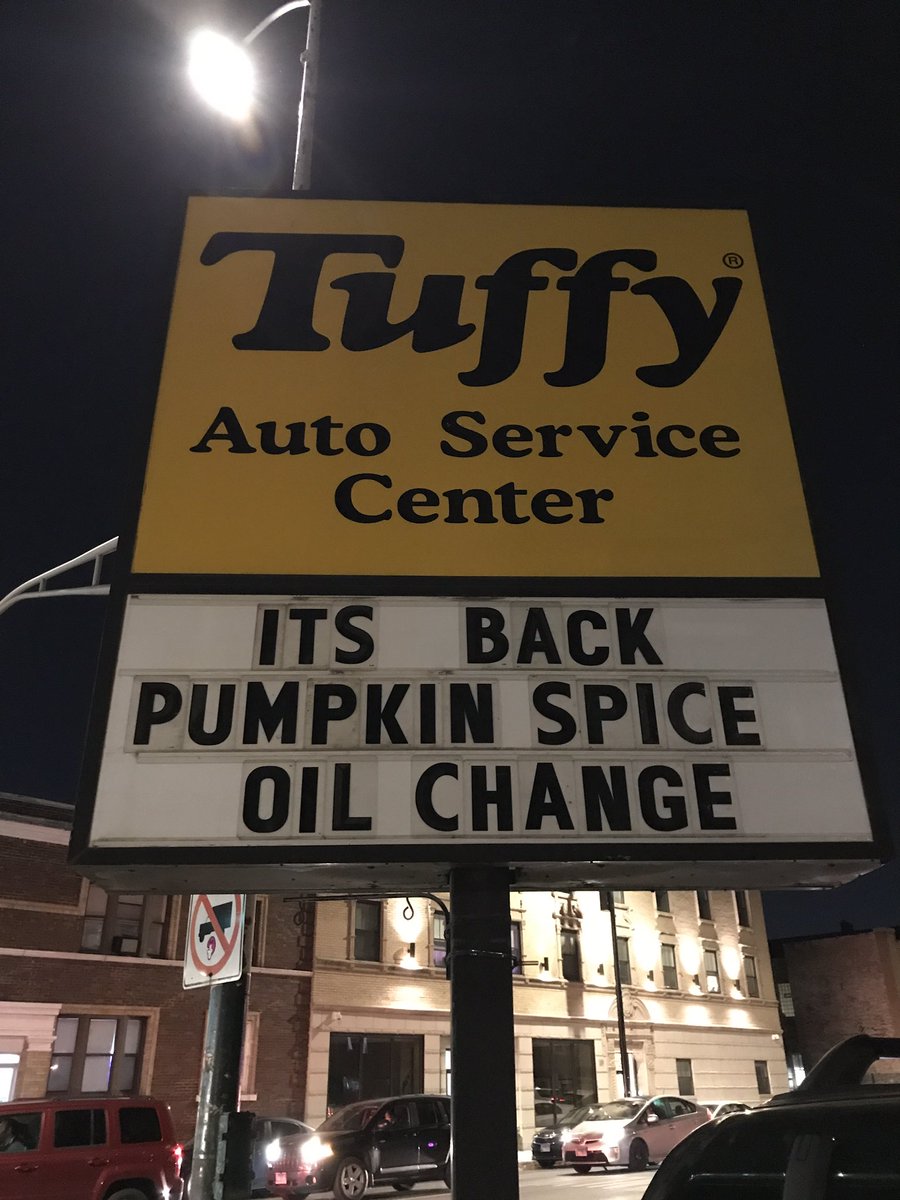 Tuffy®
Auto Service
Center
ITS BACK
PUMPKIN SPICE
OIL CHANGE